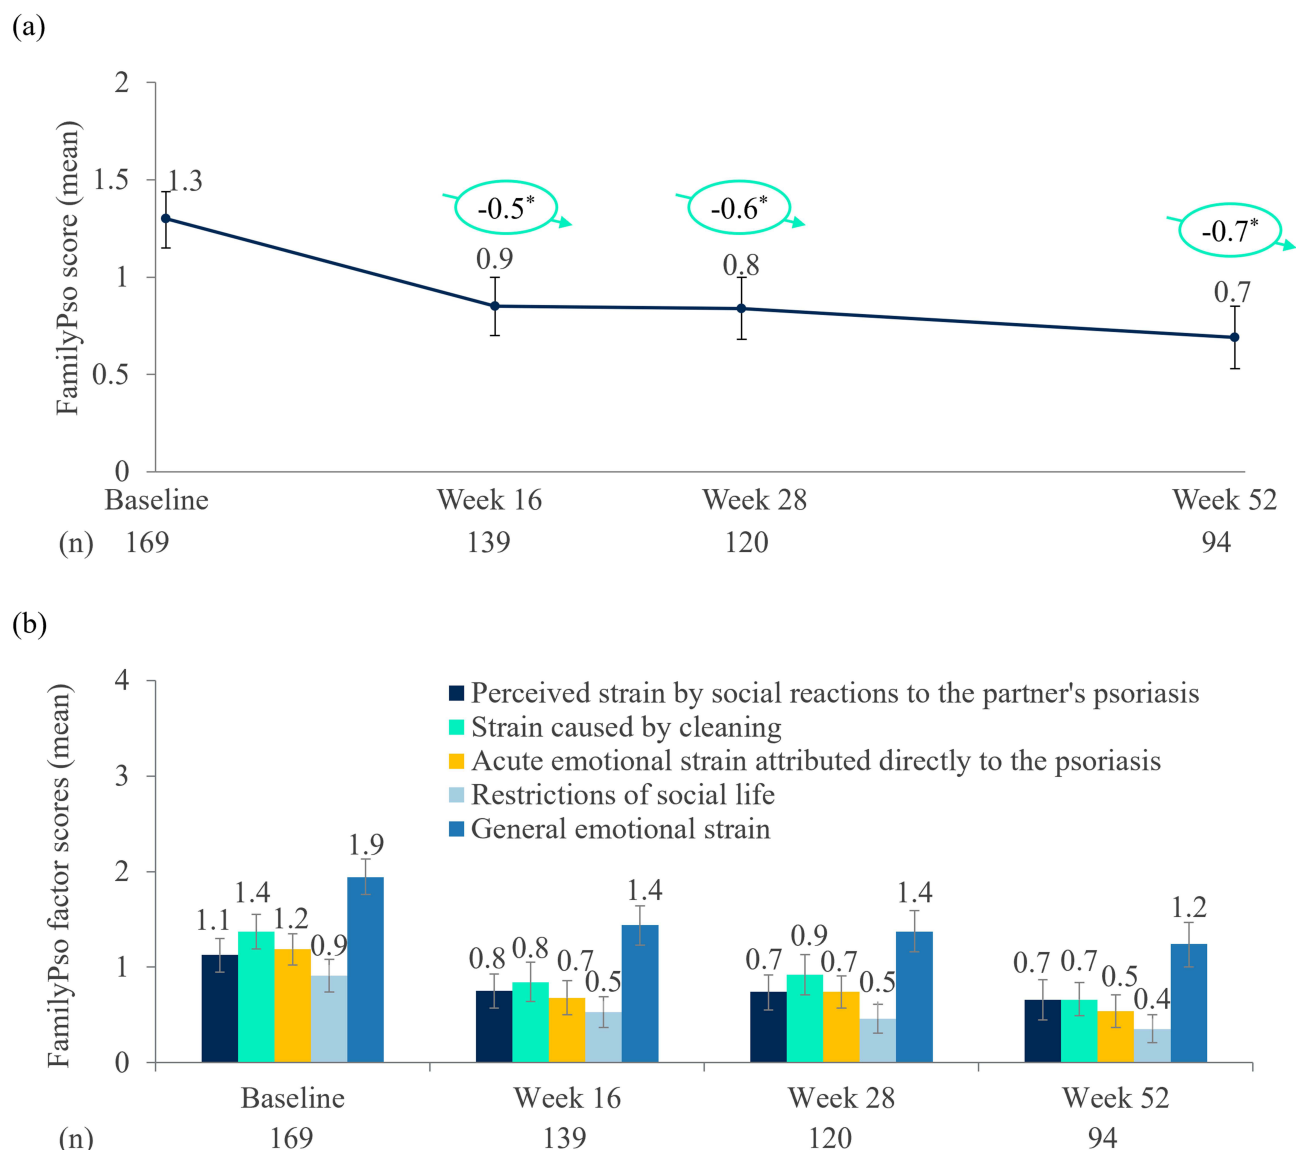 (a)
FamilyPso score (mean)
2
1.5
1
0.5
0
1.3
-0.5*
0.9
-0.6*
0.8
-0.7*
0.7
Baseline Week 16 Week 28 Week 52
(n) 169 139 120 94
(b)
FamilyPso factor scores (mean)
4
3
2
1
0
Perceived strain by social reactions to the partner's psoriasis
Strain caused by cleaning
Acute emotional strain attributed directly to the psoriasis
Restrictions of social life
General emotional strain
1.1 1.4 1.2 0.9 1.9
0.8 0.8 0.7 0.5 1.4
0.7 0.9 0.7 0.5 1.4
0.7 0.7 0.5 0.4 1.2
Baseline Week 16 Week 28 Week 52
(n) 169 139 120 94